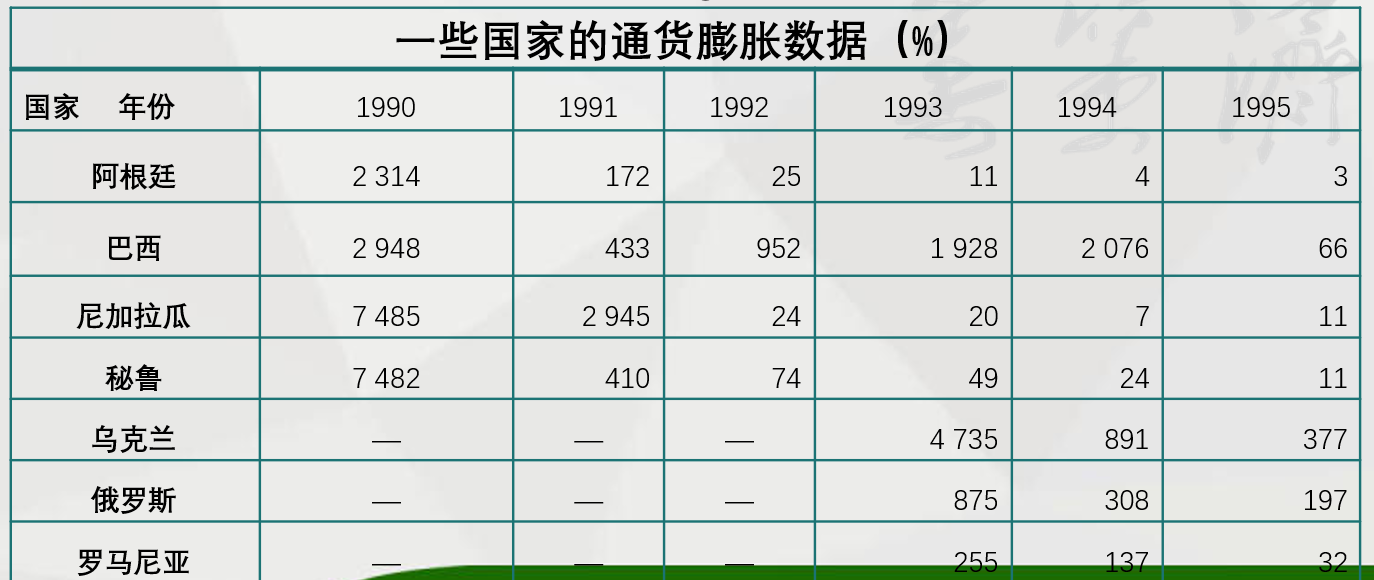 一些国家的通货膨胀数据（%）
国家 年份 1990 1991 1992 1993 1994 1995
阿根廷 2 314 172 25 11 4 3
巴西 2 948 433 952 1 928 2 076 66
尼加拉瓜 7 485 2 945 24 20 7 11
秘鲁 7 482 410 74 49 24 11
乌克兰 — — — 4 735 891 377
俄罗斯 — — — 875 308 197
罗马尼亚 — — — 255 137 32